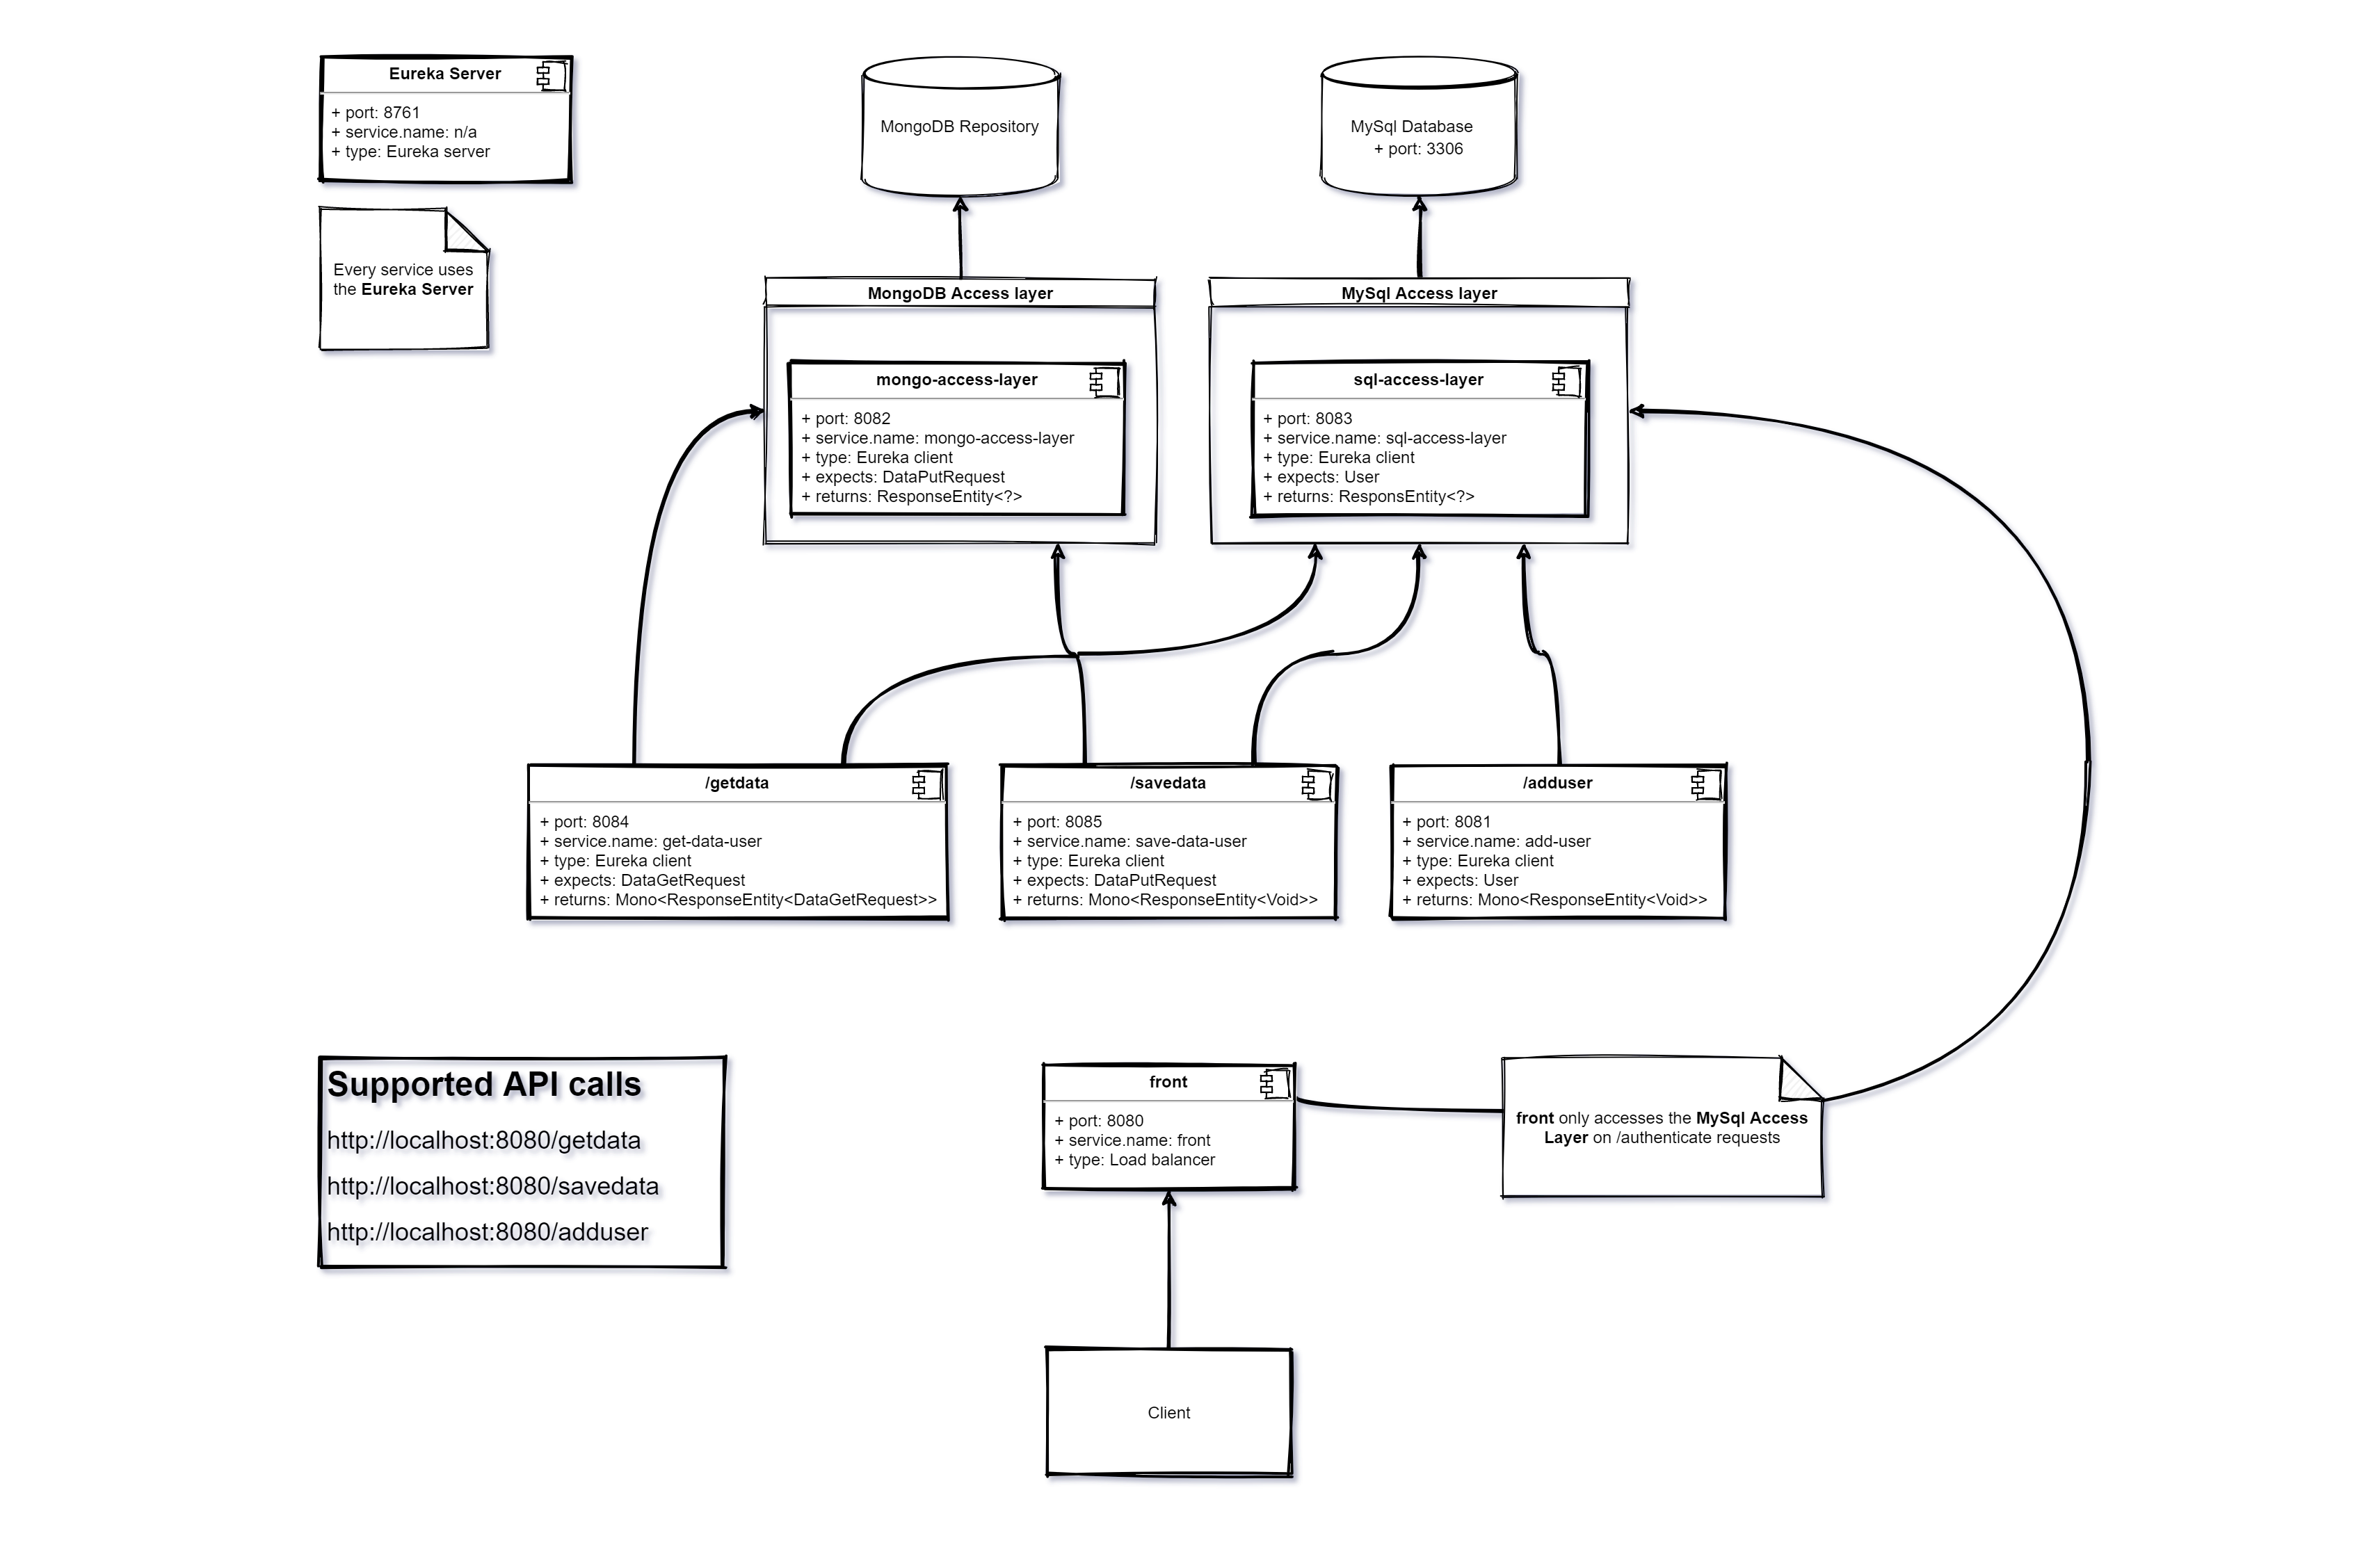 Eureka Server
+ port: 8761
+ service.name: n/a
+ type: Eureka server
Every service uses
the Eureka Server
MongoDB Repository
MySql Database
+ port: 3306
MongoDB Access layer
mongo-access-layer
+ port: 8082
+ service.name: mongo-access-layer
+ type: Eureka client
+ expects: DataPutRequest
+ returns: ResponseEntity<?>
MySql Access layer
sql-access-layer
+ port: 8083
+ service.name: sql-access-layer
+ type: Eureka client
+ expects: User
+ returns: ResponsEntity<?>
/getdata
+ port: 8084
+ service.name: get-data-user
+ type: Eureka client
+ expects: DataGetRequest
+ returns: Mono<ResponseEntity<DataGetRequest>>
/savedata
+ port: 8085
+ service.name: save-data-user
+ type: Eureka client
+ expects: DataPutRequest
+ returns: Mono<ResponseEntity<Void>>
/adduser
+ port: 8081
+ service.name: add-user
+ type: Eureka client
+ expects: User
+ returns: Mono<ResponseEntity<Void>>
Supported API calls
http://localhost:8080/getdata
http://localhost:8080/savedata
http://localhost:8080/adduser
front
+ port: 8080
+ service.name: front
+ type: Load balancer
front only accesses the MySql Access
Layer on /authenticate requests
Client